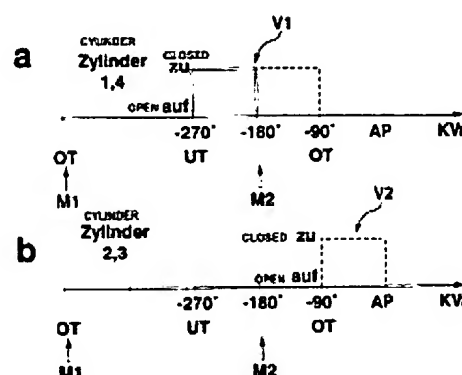 V1
a
CYLINDER
Zylinder
1,4
CLOSED
zu
OPEN auf
-270° -180° -90° AP KW
OT UT OT
M1 M2
V2
b
CYLINDER
Zylinder
2,3
CLOSED zu
OPEN auf
-270° -180° -90° AP KW
OT UT OT
M1 M2